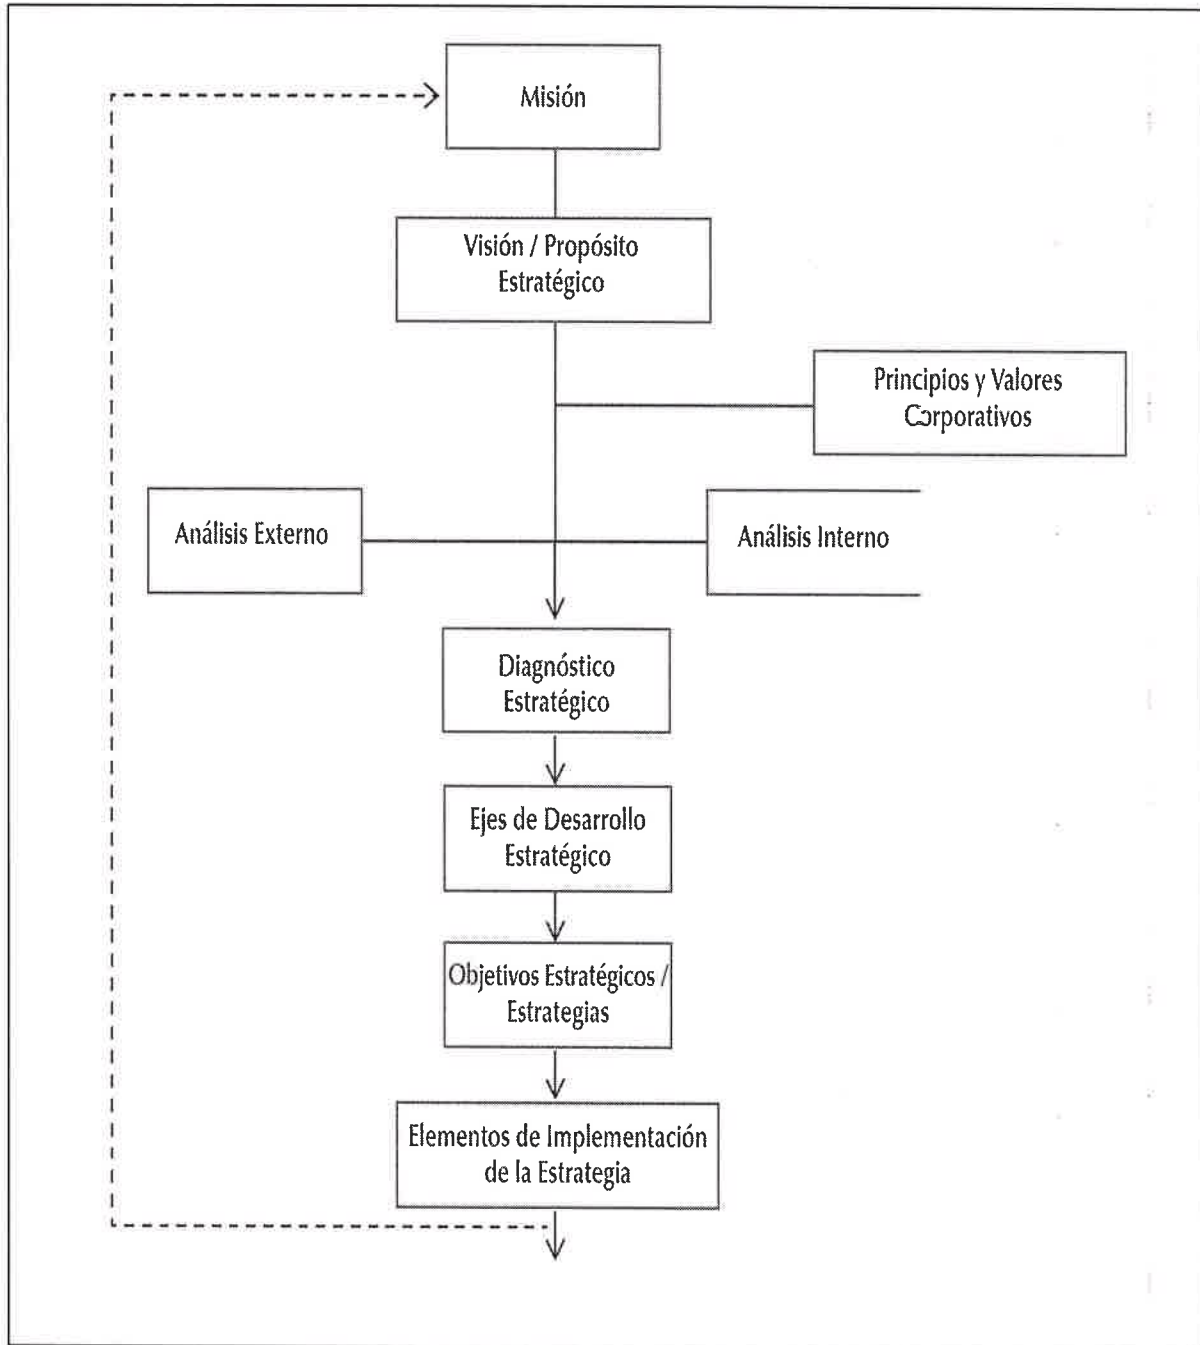 Misión
Visión / Propósito
Estratégico
Principios y Valores
Corporativos
Análisis Externo
Análisis Interno
Diagnóstico
Estratégico
Ejes de Desarrollo
Estratégico
Objetivos Estratégicos /
Estrategias
Elementos de Implementación
de la Estrategia